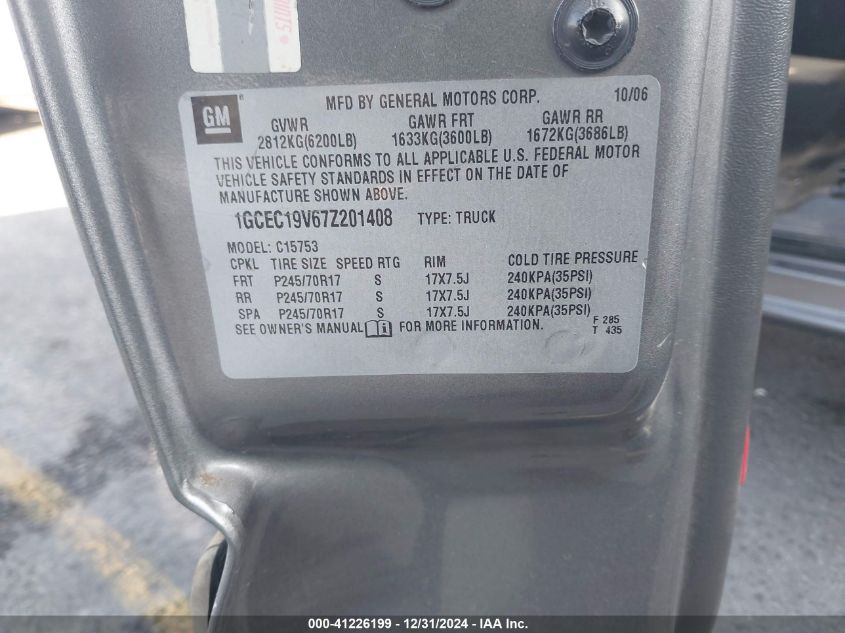 GM
MFD BY GENERAL MOTORS CORP. 10/06
GVWR GAWR FRT GAWR RR
2812KG(6200LB) 1633KG(3600LB) 1672KG(3686LB)
THIS VEHICLE CONFORMS TO ALL APPLICABLE U.S. FEDERAL MOTOR
VEHICLE SAFETY STANDARDS IN EFFECT ON THE DATE OF
MANUFACTURE SHOWN ABOVE.
1GCEC19V67Z201408 TYPE: TRUCK
MODEL: C15753
CPKL TIRE SIZE SPEED RTG RIM COLD TIRE PRESSURE
FRT P245/70R17 S 17X7.5J 240KPA(35PSI)
RR P245/70R17 S 17X7.5J 240KPA(35PSI)
SPA P245/70R17 S 17X7.5J 240KPA(35PSI)
SEE OWNER'S MANUAL FOR MORE INFORMATION. F 285
T 435
000-41226199 - 12/31/2024 - IAA Inc.